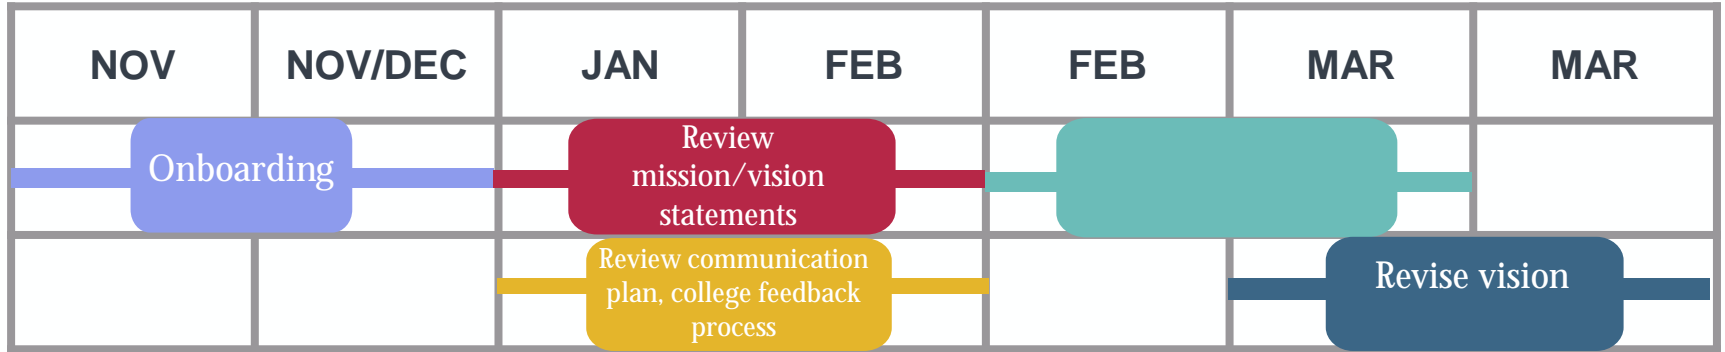 NOV NOV/DEC JAN FEB FEB MAR MAR
Onboarding
Review
mission/vision
statements
Review communication
plan, college feedback
process
Revise vision